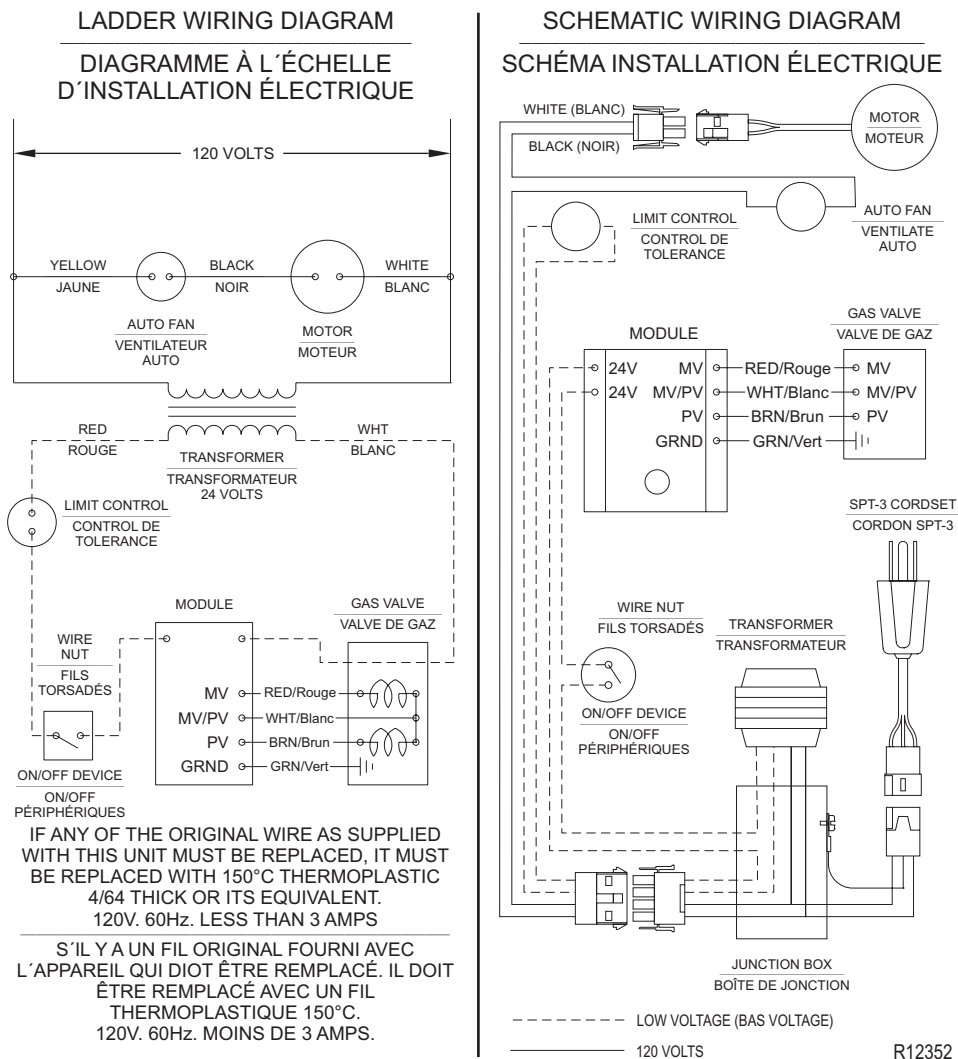 LADDER WIRING DIAGRAM
DIAGRAMME À L´ÉCHELLE
D´INSTALLATION ÉLECTRIQUE
120 VOLTS
YELLOW
JAUNE
BLACK
NOIR
WHITE
BLANC
AUTO FAN
VENTILATEUR
AUTO
MOTOR
MOTEUR
RED
ROUGE
WHT
BLANC
TRANSFORMER
TRANSFORMATEUR
24 VOLTS
LIMIT CONTROL
CONTROL DE
TOLERANCE
MODULE
GAS VALVE
VALVE DE GAZ
WIRE
NUT
FILS
TORSADÉS
MV RED/Rouge
MV/PV WHT/Blanc
PV BRN/Brun
GRND GRN/Vert
ON/OFF DEVICE
ON/OFF
PÉRIPHÉRIQUES
IF ANY OF THE ORIGINAL WIRE AS SUPPLIED
WITH THIS UNIT MUST BE REPLACED, IT MUST
BE REPLACED WITH 150°C THERMOPLASTIC
4/64 THICK OR ITS EQUIVALENT.
120V. 60Hz. LESS THAN 3 AMPS
S´IL Y A UN FIL ORIGINAL FOURNI AVEC
L´APPAREIL QUI DIOT ÊTRE REMPLACÉ. IL DOIT
ÊTRE REMPLACÉ AVEC UN FIL
THERMOPLASTIQUE 150°C.
120V. 60Hz. MOINS DE 3 AMPS.
SCHEMATIC WIRING DIAGRAM
SCHÉMA INSTALLATION ÉLECTRIQUE
WHITE (BLANC)
BLACK (NOIR)
MOTOR
MOTEUR
LIMIT CONTROL
CONTROL DE
TOLERANCE
AUTO FAN
VENTILATE
AUTO
MODULE
GAS VALVE
VALVE DE GAZ
24V MV RED/Rouge MV
24V MV/PV WHT/Blanc MV/PV
PV BRN/Brun PV
GRND GRN/Vert
SPT-3 CORDSET
CORDON SPT-3
WIRE NUT
FILS TORSADÉS
TRANSFORMER
TRANSFORMATEUR
ON/OFF DEVICE
ON/OFF
PÉRIPHÉRIQUES
JUNCTION BOX
BOÎTE DE JONCTION
LOW VOLTAGE (BAS VOLTAGE)
120 VOLTS
R12352